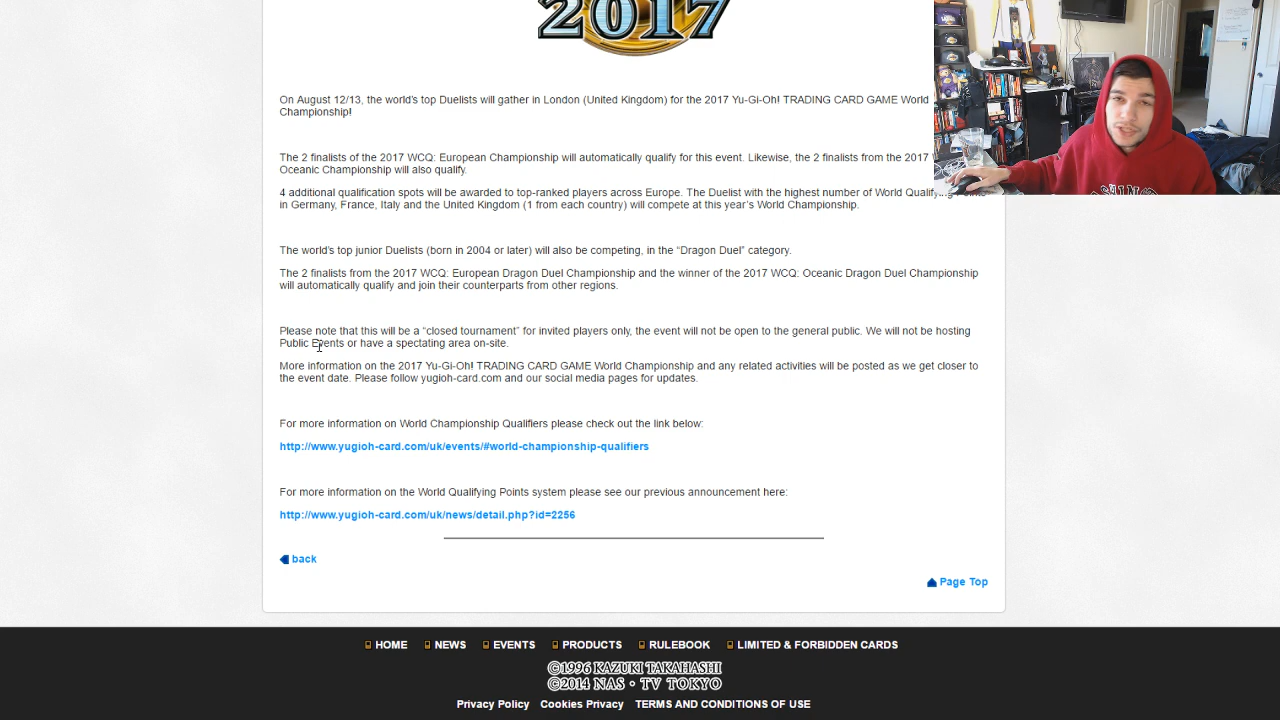 2017
On August 12/13, the world's top Duelists will gather in London (United Kingdom) for the 2017 Yu-Gi-Oh! TRADING CARD GAME World
Championship!
The 2 finalists of the 2017 WCQ: European Championship will automatically qualify for this event. Likewise, the 2 finalists from the 2017
Oceanic Championship will also qualify.
4 additional qualification spots will be awarded to top-ranked players across Europe. The Duelist with the highest number of World Qualifying Points
in Germany, France, Italy and the United Kingdom (1 from each country) will compete at this year's World Championship.
The world's top junior Duelists (born in 2004 or later) will also be competing, in the “Dragon Duel” category.
The 2 finalists from the 2017 WCQ: European Dragon Duel Championship and the winner of the 2017 WCQ: Oceanic Dragon Duel Championship
will automatically qualify and join their counterparts from other regions.
Please note that this will be a “closed tournament” for invited players only, the event will not be open to the general public. We will not be hosting
Public Events or have a spectating area on-site.
More information on the 2017 Yu-Gi-Oh! TRADING CARD GAME World Championship and any related activities will be posted as we get closer to
the event date. Please follow yugioh-card.com and our social media pages for updates.
For more information on World Championship Qualifiers please check out the link below:
http://www.yugioh-card.com/uk/events/#world-championship-qualifiers
For more information on the World Qualifying Points system please see our previous announcement here:
http://www.yugioh-card.com/uk/news/detail.php?id=2256
back
Page Top
HOME NEWS EVENTS PRODUCTS RULEBOOK LIMITED & FORBIDDEN CARDS
©1996 KAZUKI TAKAHASHI
©2014 NAS • TV TOKYO
Privacy Policy Cookies Privacy TERMS AND CONDITIONS OF USE